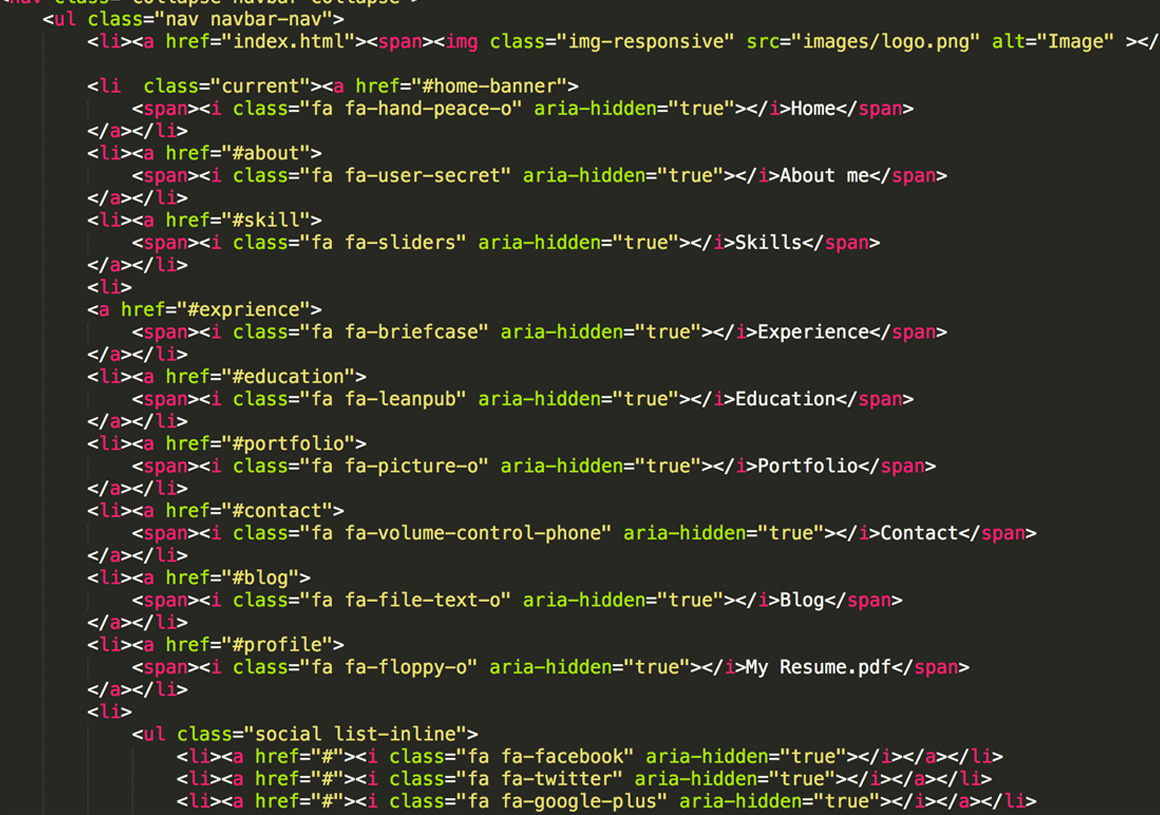 <nav class="collapse navbar-collapse">
<ul class="nav navbar-nav">
<li><a href="index.html"><span><img class="img-responsive" src="images/logo.png" alt="Image" ></
<li  class="current"><a href="#home-banner">
<span><i class="fa fa-hand-peace-o" aria-hidden="true"></i>Home</span>
</a></li>
<li><a href="#about">
<span><i class="fa fa-user-secret" aria-hidden="true"></i>About me</span>
</a></li>
<li><a href="#skill">
<span><i class="fa fa-sliders" aria-hidden="true"></i>Skills</span>
</a></li>
<li>
<a href="#exprience">
<span><i class="fa fa-briefcase" aria-hidden="true"></i>Experience</span>
</a></li>
<li><a href="#education">
<span><i class="fa fa-leanpub" aria-hidden="true"></i>Education</span>
</a></li>
<li><a href="#portfolio">
<span><i class="fa fa-picture-o" aria-hidden="true"></i>Portfolio</span>
</a></li>
<li><a href="#contact">
<span><i class="fa fa-volume-control-phone" aria-hidden="true"></i>Contact</span>
</a></li>
<li><a href="#blog">
<span><i class="fa fa-file-text-o" aria-hidden="true"></i>Blog</span>
</a></li>
<li><a href="#profile">
<span><i class="fa fa-floppy-o" aria-hidden="true"></i>My Resume.pdf</span>
</a></li>
<li>
<ul class="social list-inline">
<li><a href="#"><i class="fa fa-facebook" aria-hidden="true"></i></a></li>
<li><a href="#"><i class="fa fa-twitter" aria-hidden="true"></i></a></li>
<li><a href="#"><i class="fa fa-google-plus" aria-hidden="true"></i></a></li>